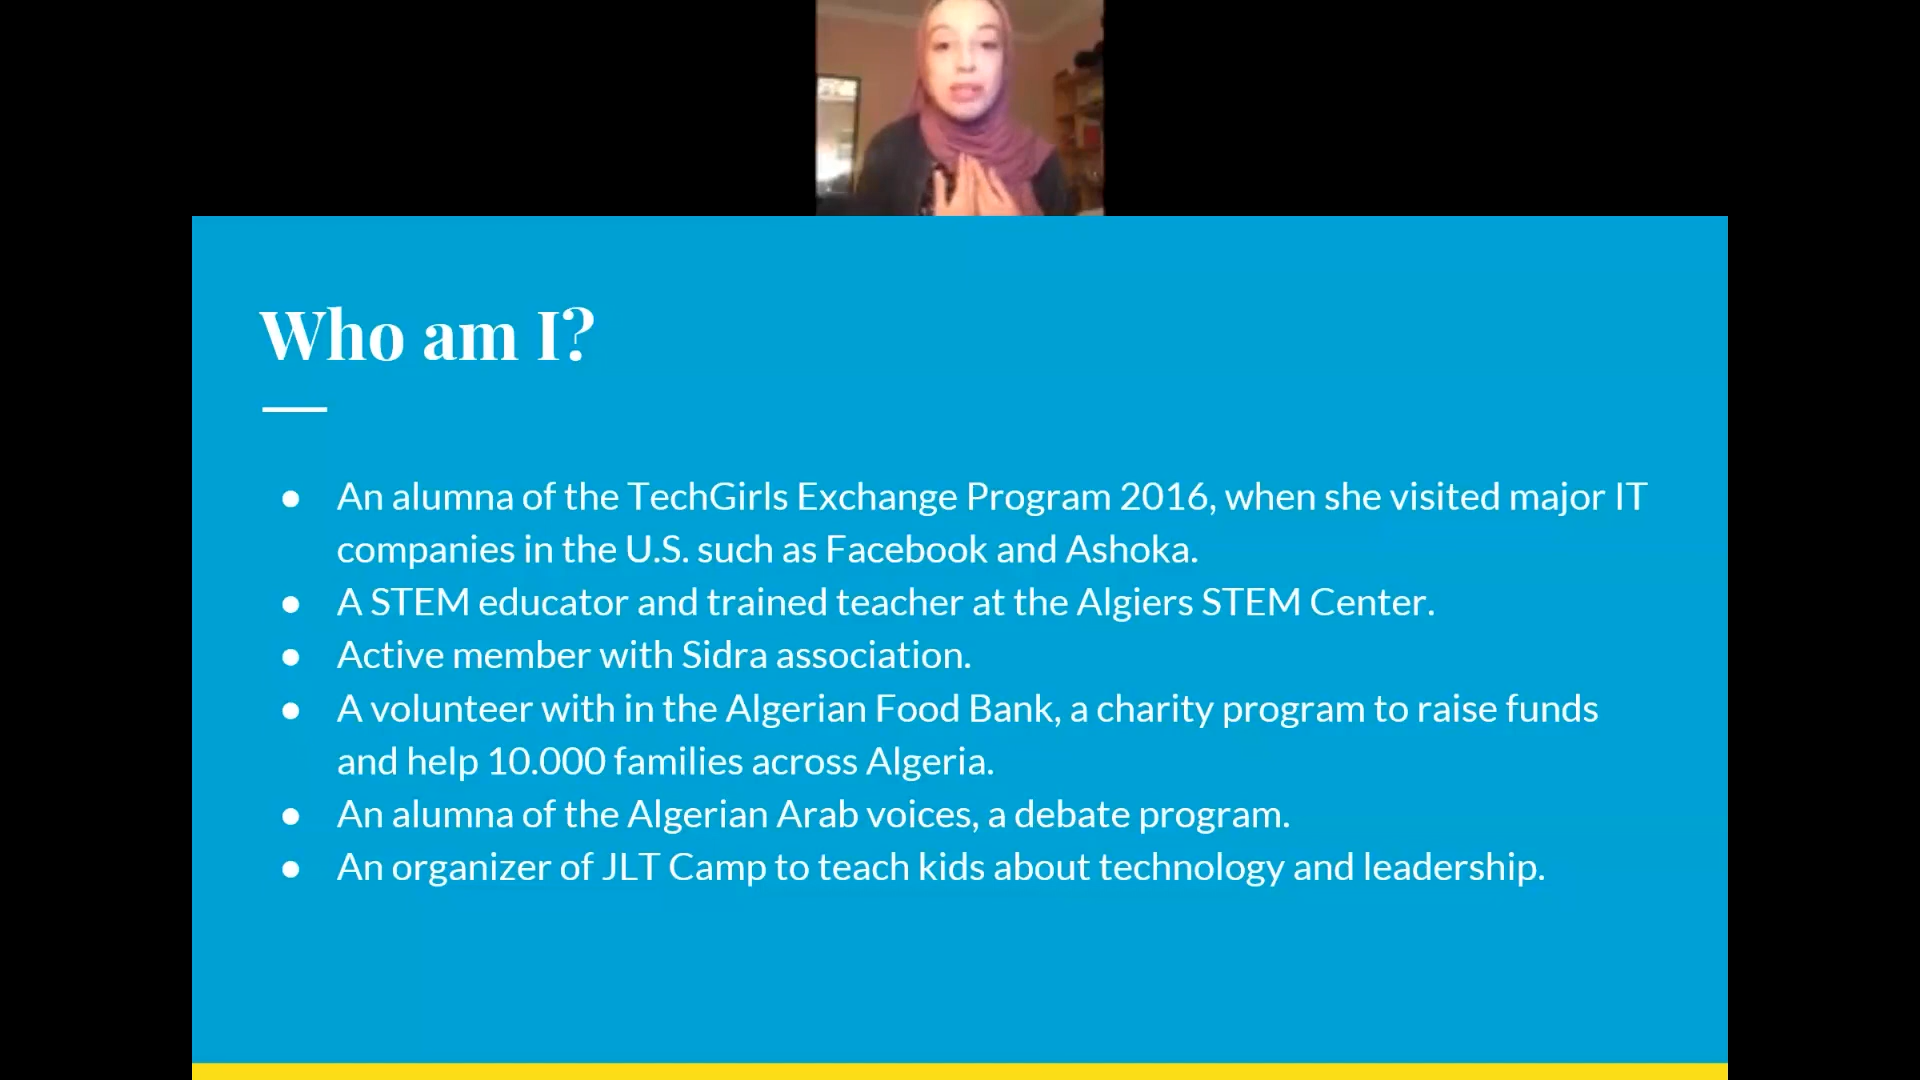 Who am I?
● An alumna of the TechGirls Exchange Program 2016, when she visited major IT
companies in the U.S. such as Facebook and Ashoka.
● A STEM educator and trained teacher at the Algiers STEM Center.
● Active member with Sidra association.
● A volunteer with in the Algerian Food Bank, a charity program to raise funds
and help 10.000 families across Algeria.
● An alumna of the Algerian Arab voices, a debate program.
● An organizer of JLT Camp to teach kids about technology and leadership.